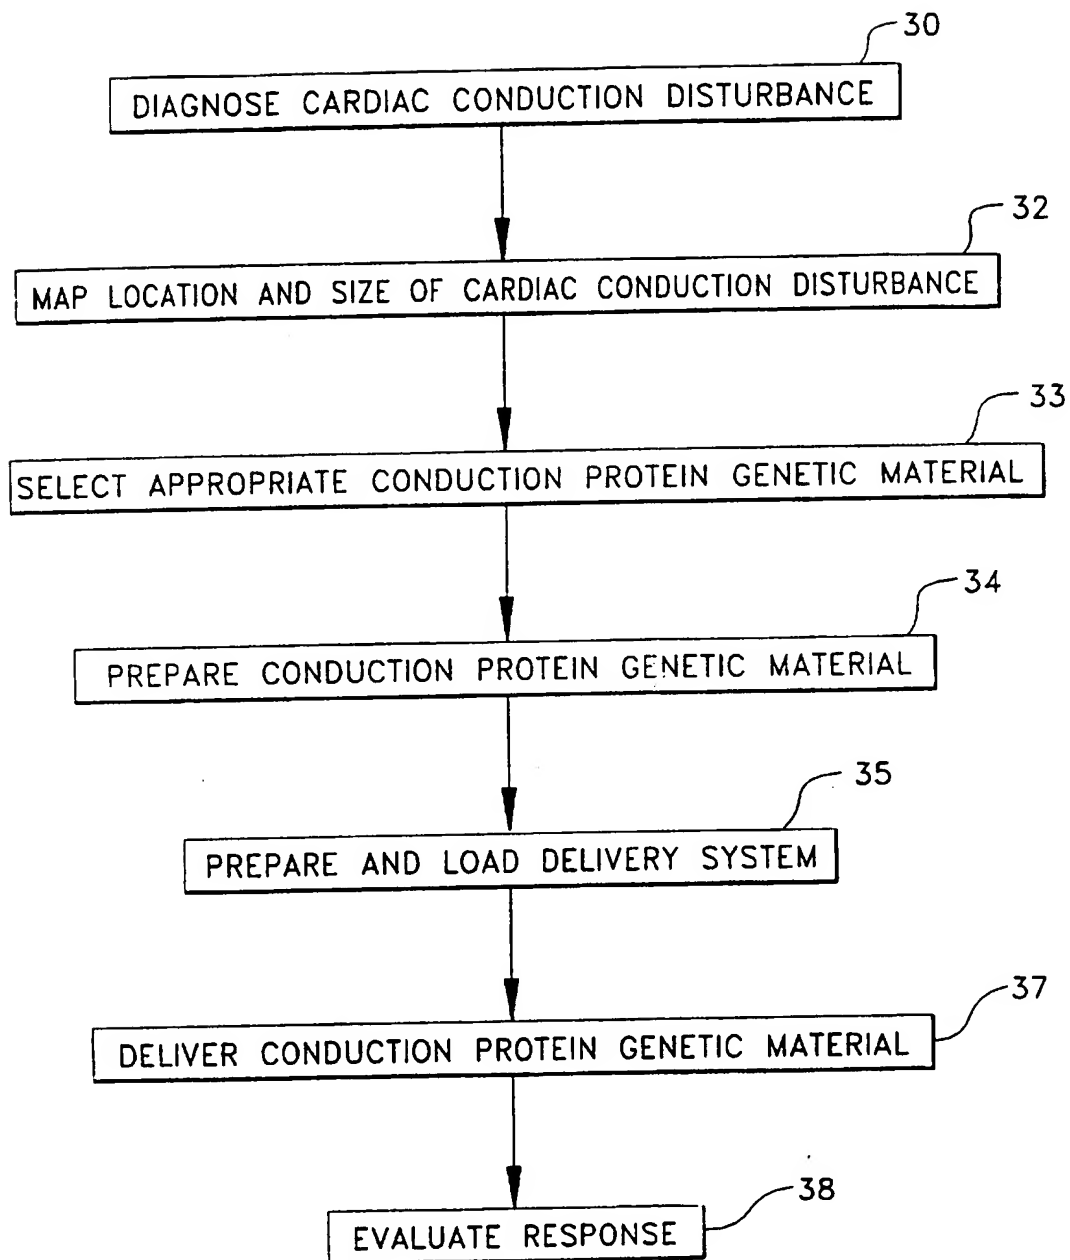 30
DIAGNOSE CARDIAC CONDUCTION DISTURBANCE
32
MAP LOCATION AND SIZE OF CARDIAC CONDUCTION DISTURBANCE
33
SELECT APPROPRIATE CONDUCTION PROTEIN GENETIC MATERIAL
34
PREPARE CONDUCTION PROTEIN GENETIC MATERIAL
35
PREPARE AND LOAD DELIVERY SYSTEM
37
DELIVER CONDUCTION PROTEIN GENETIC MATERIAL
38
EVALUATE RESPONSE